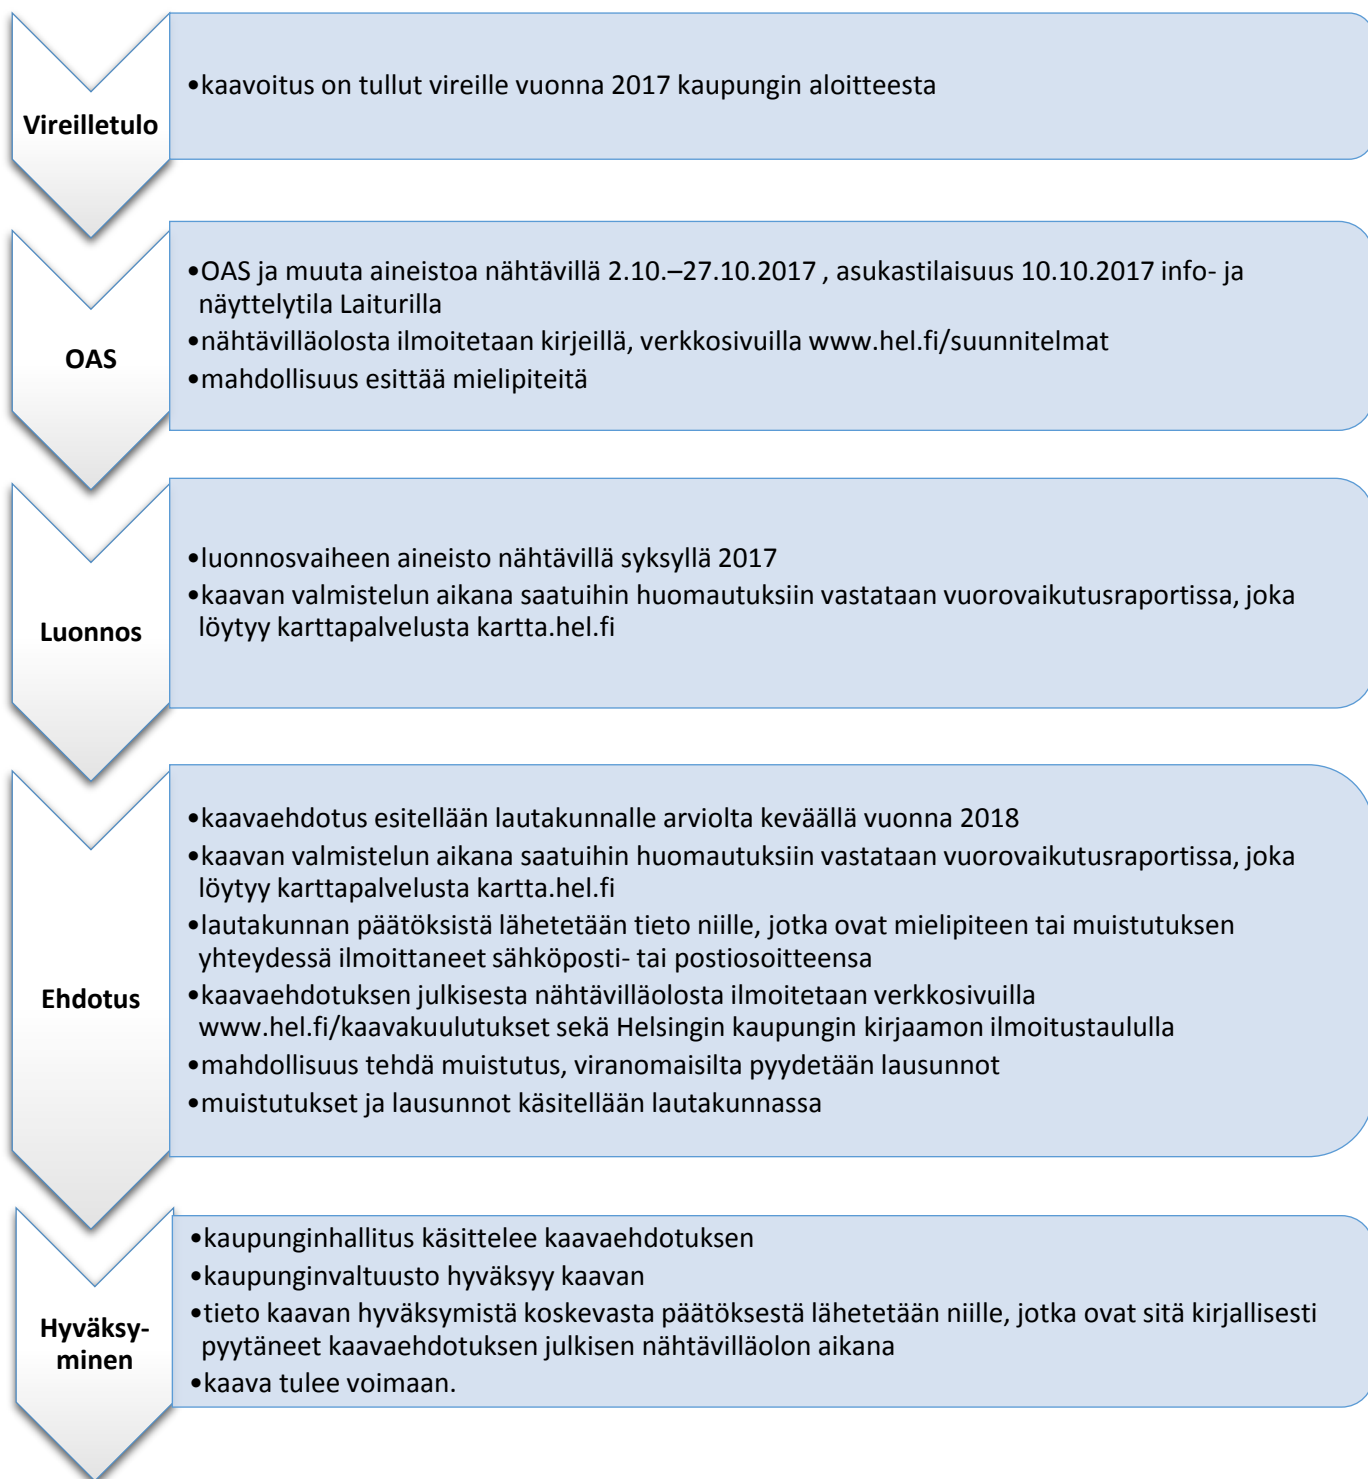 Vireilletulo
•kaavoitus on tullut vireille vuonna 2017 kaupungin aloitteesta
OAS
•OAS ja muuta aineistoa nähtävillä 2.10.–27.10.2017 , asukastilaisuus 10.10.2017 info- ja
näyttelytila Laiturilla
•nähtävilläolosta ilmoitetaan kirjeillä, verkkosivuilla www.hel.fi/suunnitelmat
•mahdollisuus esittää mielipiteitä
Luonnos
•luonnosvaiheen aineisto nähtävillä syksyllä 2017
•kaavan valmistelun aikana saatuihin huomautuksiin vastataan vuorovaikutusraportissa, joka
löytyy karttapalvelusta kartta.hel.fi
Ehdotus
•kaavaehdotus esitellään lautakunnalle arviolta keväällä vuonna 2018
•kaavan valmistelun aikana saatuihin huomautuksiin vastataan vuorovaikutusraportissa, joka
löytyy karttapalvelusta kartta.hel.fi
•lautakunnan päätöksistä lähetetään tieto niille, jotka ovat mielipiteen tai muistutuksen
yhteydessä ilmoittaneet sähköposti- tai postiosoitteensa
•kaavaehdotuksen julkisesta nähtävilläolosta ilmoitetaan verkkosivuilla
www.hel.fi/kaavakuulutukset sekä Helsingin kaupungin kirjaamon ilmoitustaululla
•mahdollisuus tehdä muistutus, viranomaisilta pyydetään lausunnot
•muistutukset ja lausunnot käsitellään lautakunnassa
Hyväksy-
minen
•kaupunginhallitus käsittelee kaavaehdotuksen
•kaupunginvaltuusto hyväksyy kaavan
•tieto kaavan hyväksymistä koskevasta päätöksestä lähetetään niille, jotka ovat sitä kirjallisesti
pyytäneet kaavaehdotuksen julkisen nähtävilläolon aikana
•kaava tulee voimaan.